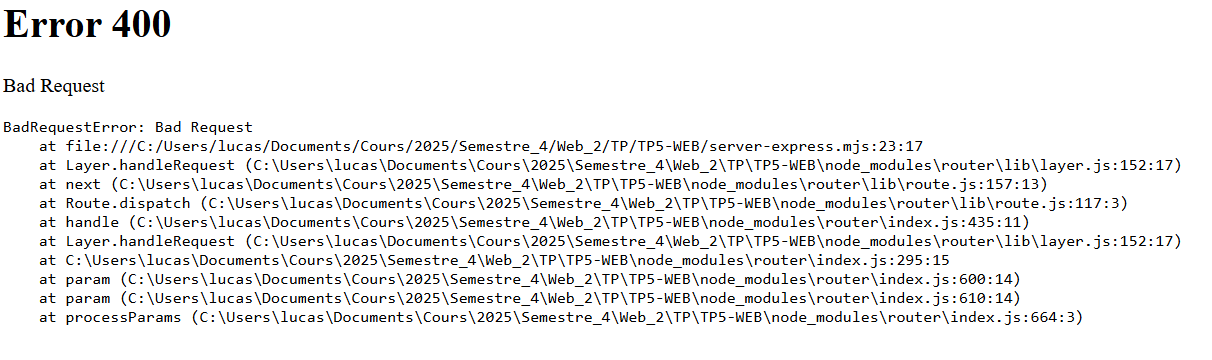 Error 400
Bad Request
BadRequestError: Bad Request
    at file:///C:/Users/lucas/Documents/Cours/2025/Semestre_4/Web_2/TP/TP5-WEB/server-express.mjs:23:17
    at Layer.handleRequest (C:\Users\lucas\Documents\Cours\2025\Semestre_4\Web_2\TP\TP5-WEB\node_modules\router\lib\layer.js:152:17)
    at next (C:\Users\lucas\Documents\Cours\2025\Semestre_4\Web_2\TP\TP5-WEB\node_modules\router\lib\route.js:157:13)
    at Route.dispatch (C:\Users\lucas\Documents\Cours\2025\Semestre_4\Web_2\TP\TP5-WEB\node_modules\router\lib\route.js:117:3)
    at handle (C:\Users\lucas\Documents\Cours\2025\Semestre_4\Web_2\TP\TP5-WEB\node_modules\router\index.js:435:11)
    at Layer.handleRequest (C:\Users\lucas\Documents\Cours\2025\Semestre_4\Web_2\TP\TP5-WEB\node_modules\router\lib\layer.js:152:17)
    at C:\Users\lucas\Documents\Cours\2025\Semestre_4\Web_2\TP\TP5-WEB\node_modules\router\index.js:295:15
    at param (C:\Users\lucas\Documents\Cours\2025\Semestre_4\Web_2\TP\TP5-WEB\node_modules\router\index.js:600:14)
    at param (C:\Users\lucas\Documents\Cours\2025\Semestre_4\Web_2\TP\TP5-WEB\node_modules\router\index.js:610:14)
    at processParams (C:\Users\lucas\Documents\Cours\2025\Semestre_4\Web_2\TP\TP5-WEB\node_modules\router\index.js:664:3)